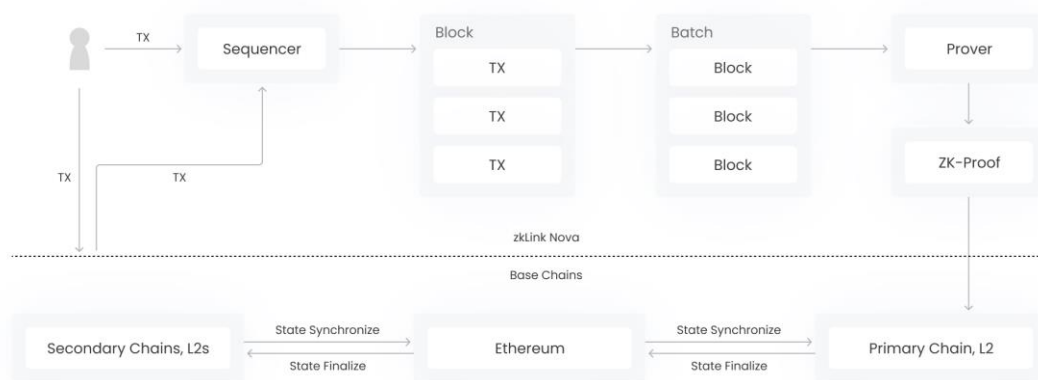 TX
Sequencer
Block
TX
TX
TX
Batch
Block
Block
Block
Prover
ZK-Proof
TX
TX
zkLink Nova
Base Chains
Secondary Chains, L2s
State Synchronize
State Finalize
Ethereum
State Synchronize
State Finalize
Primary Chain, L2